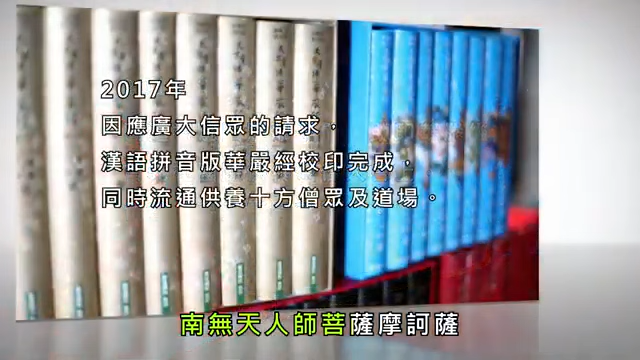 2017年
因應廣大信眾的請求，
漢語拼音版華嚴經校印完成，
同時流通供養十方僧眾及道場。
南無天人師菩薩摩訶薩